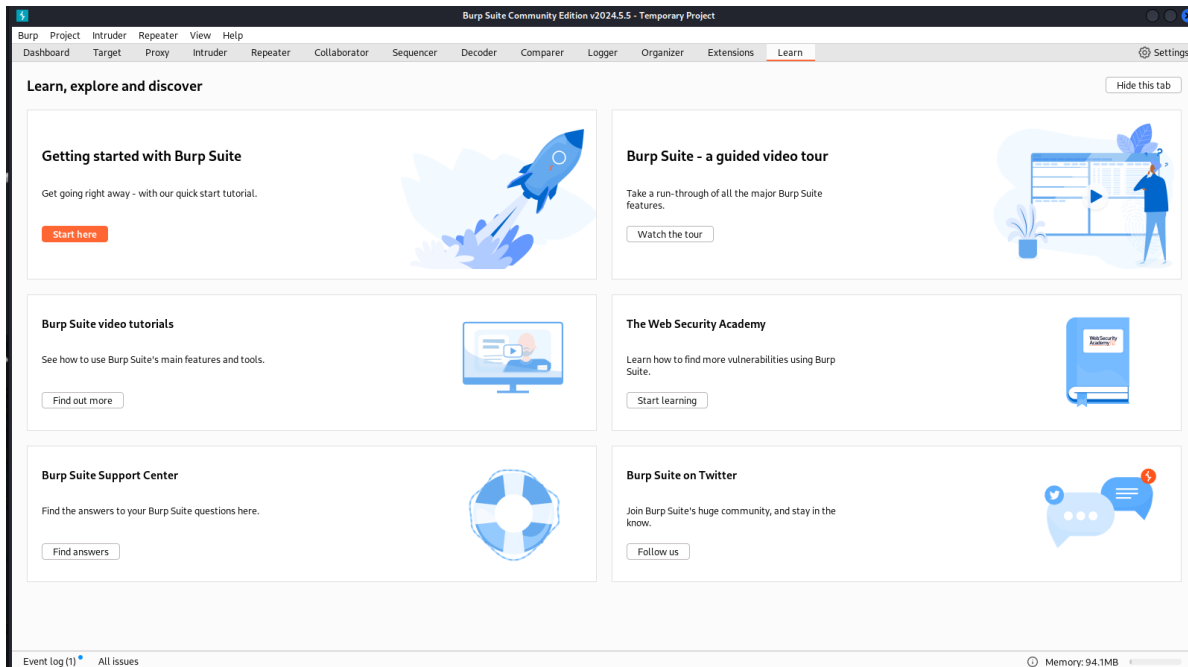 Burp Suite Community Edition v2024.5.5 - Temporary Project
Burp Project Intruder Repeater View Help
Dashboard Target Proxy Intruder Repeater Collaborator Sequencer Decoder Comparer Logger Organizer Extensions Learn Settings
Learn, explore and discover
Hide this tab
Getting started with Burp Suite
Get going right away - with our quick start tutorial.
Start here
Burp Suite - a guided video tour
Take a run-through of all the major Burp Suite
features.
Watch the tour
Burp Suite video tutorials
See how to use Burp Suite's main features and tools.
Find out more
The Web Security Academy
Learn how to find more vulnerabilities using Burp
Suite.
Start learning
WebSecurity
Academy
Burp Suite Support Center
Find the answers to your Burp Suite questions here.
Find answers
Burp Suite on Twitter
Join Burp Suite's huge community, and stay in the
know.
Follow us
Event log (1) All issues
Memory: 94.1MB